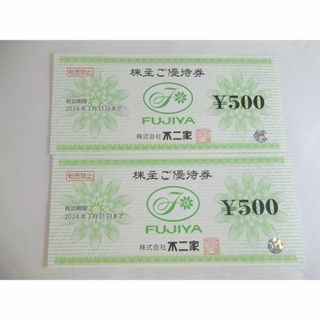 転売禁止
株主ご優待券
有効期限
2024年3月31日まで
¥500
FUJIYA
株式会社 不二家
転売禁止
株主ご優待券
有効期限
2024年3月31日まで
¥500
FUJIYA
株式会社 不二家